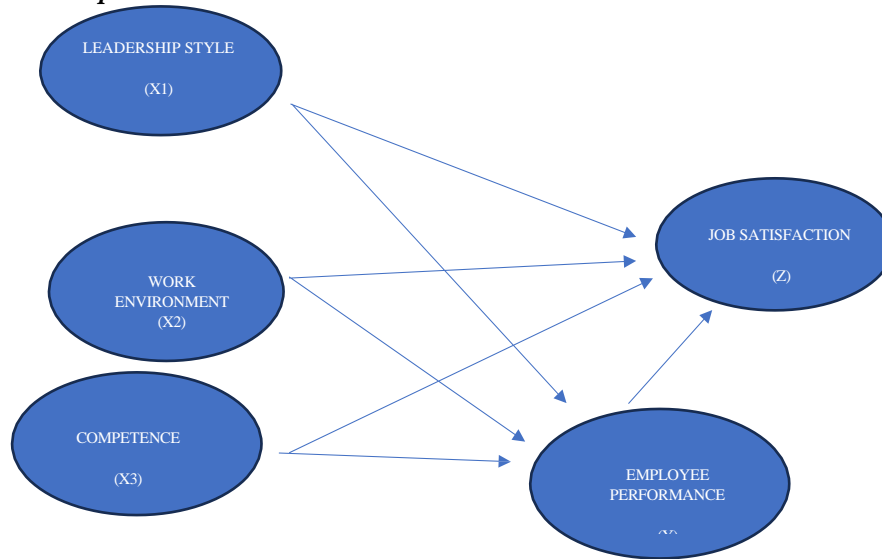 LEADERSHIP STYLE
(X1)
JOB SATISFACTION
(Z)
WORK
ENVIRONMENT
(X2)
COMPETENCE
(X3)
EMPLOYEE
PERFORMANCE